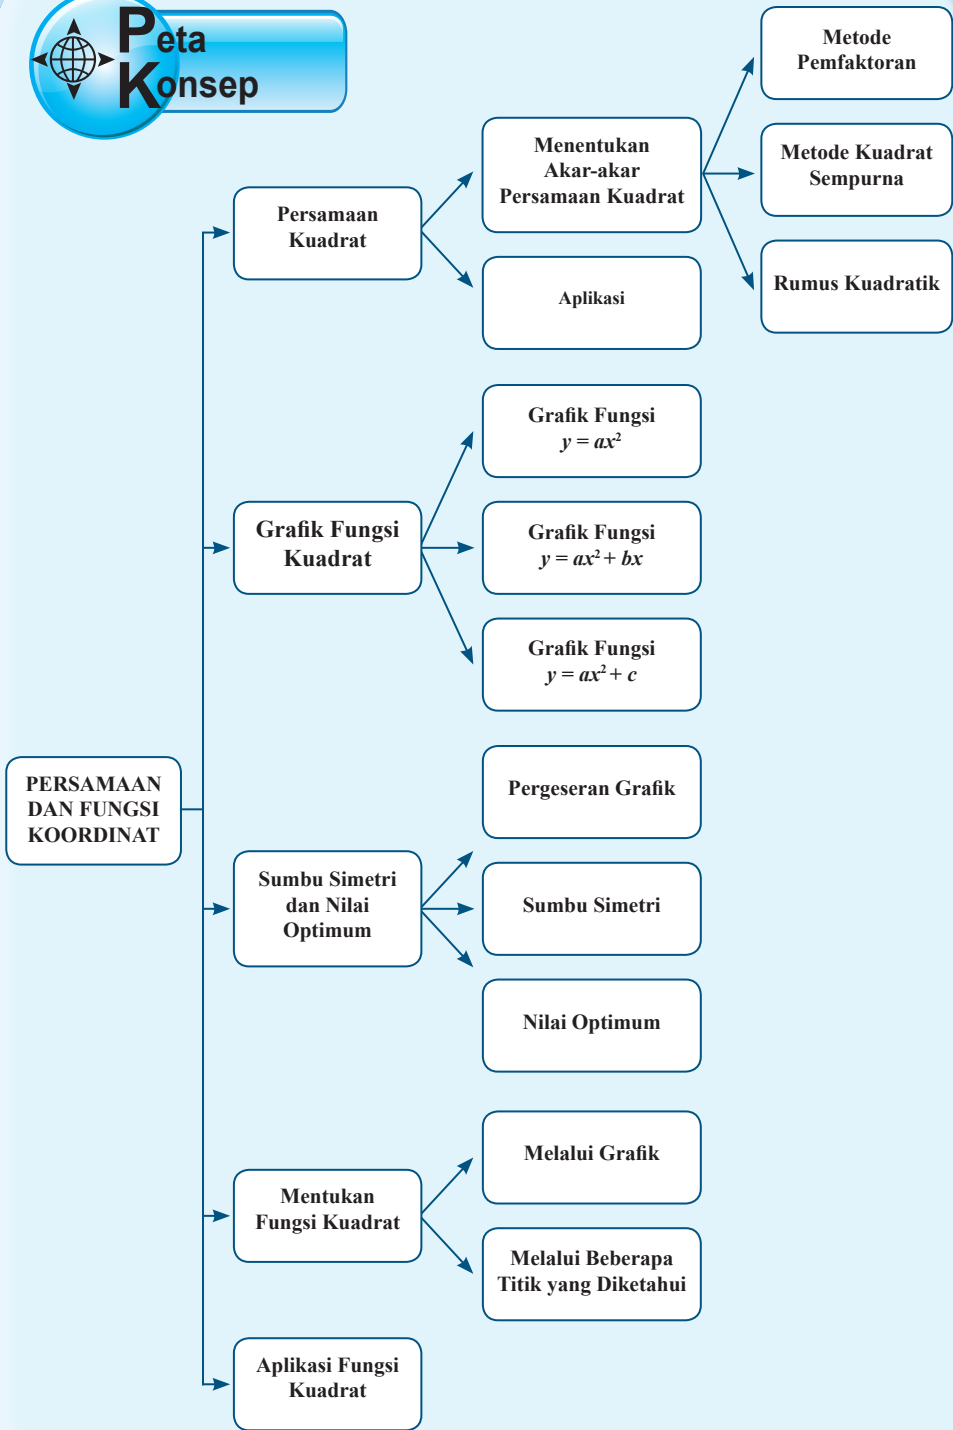 Peta
Konsep
Metode
Pemfaktoran
Menentukan
Akar-akar
Persamaan Kuadrat
Metode Kuadrat
Sempurna
Persamaan
Kuadrat
Rumus Kuadratik
Aplikasi
Grafik Fungsi
y = ax²
Grafik Fungsi
Kuadrat
Grafik Fungsi
y = ax² + bx
Grafik Fungsi
y = ax² + c
PERSAMAAN
DAN FUNGSI
KOORDINAT
Pergeseran Grafik
Sumbu Simetri
dan Nilai
Optimum
Sumbu Simetri
Nilai Optimum
Melalui Grafik
Mentukan
Fungsi Kuadrat
Melalui Beberapa
Titik yang Diketahui
Aplikasi Fungsi
Kuadrat